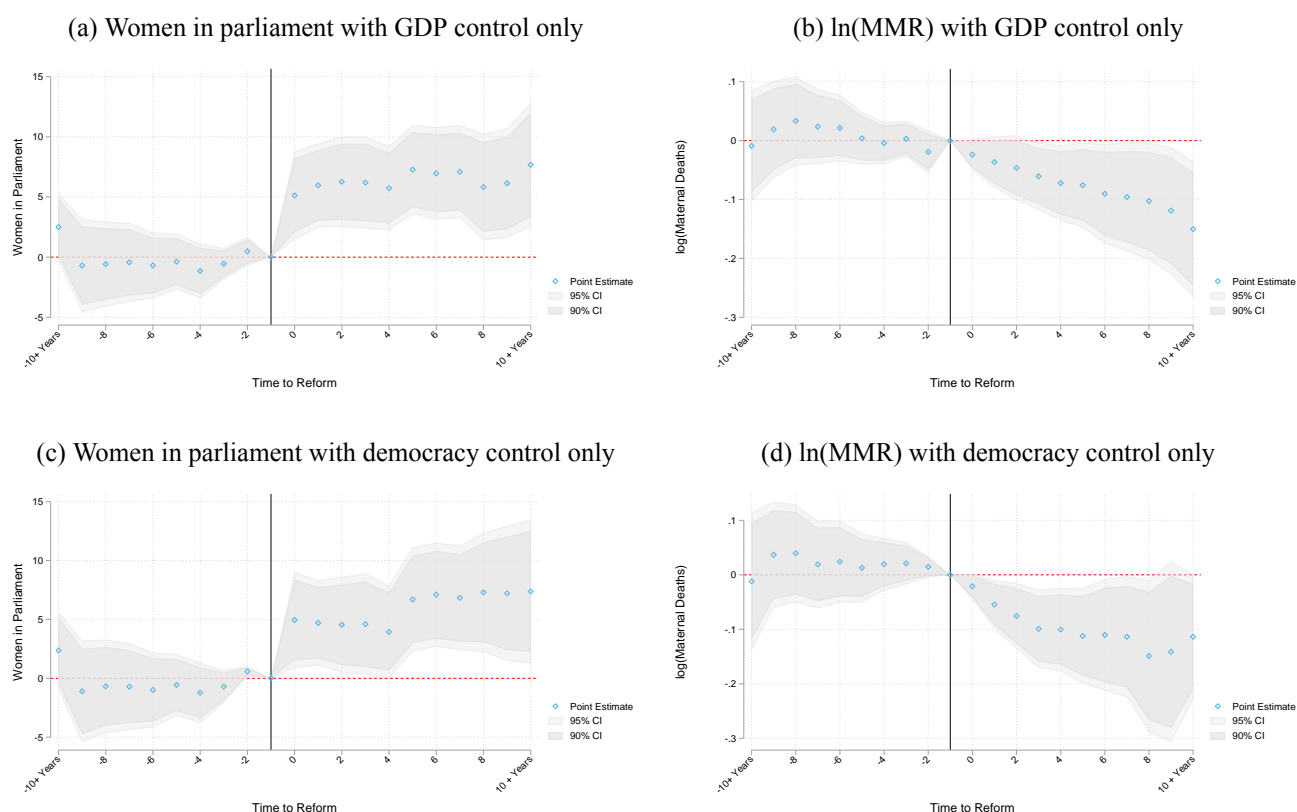 (a) Women in parliament with GDP control only
15
10
5
0
-5
Women in Parliament
-10+ Years
-8
-6
-4
-2
0
2
4
6
8
10 + Years
Time to Reform
Point Estimate
95% CI
90% CI
(b) ln(MMR) with GDP control only
.1
0
-.1
-.2
-.3
log(Maternal Deaths)
-10+ Years
-8
-6
-4
-2
0
2
4
6
8
10 + Years
Time to Reform
Point Estimate
95% CI
90% CI
(c) Women in parliament with democracy control only
15
10
5
0
-5
Women in Parliament
-10+ Years
-8
-6
-4
-2
0
2
4
6
8
10 + Years
Time to Reform
Point Estimate
95% CI
90% CI
(d) ln(MMR) with democracy control only
.1
0
-.1
-.2
-.3
log(Maternal Deaths)
-10+ Years
-8
-6
-4
-2
0
2
4
6
8
10 + Years
Time to Reform
Point Estimate
95% CI
90% CI